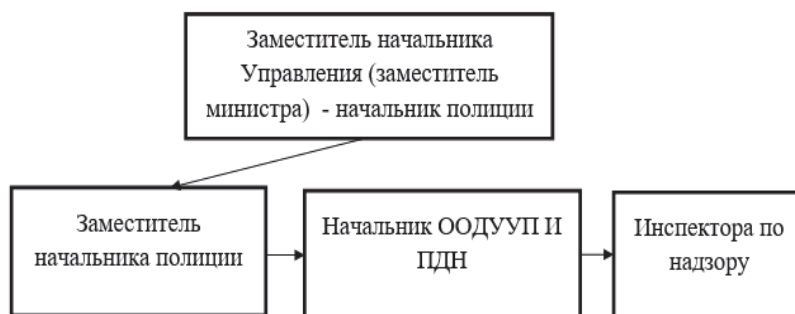 Заместитель начальника
Управления (заместитель
министра) - начальник полиции
Заместитель
начальника полиции
Начальник ООДУУП И
ПДН
Инспектора по
надзору